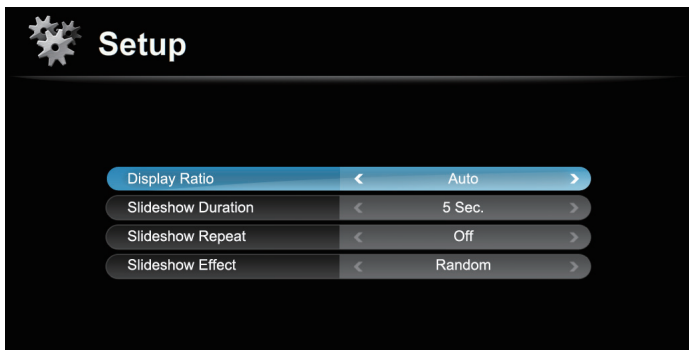 Setup
Display Ratio < Auto >
Slideshow Duration < 5 Sec. >
Slideshow Repeat < Off >
Slideshow Effect < Random >